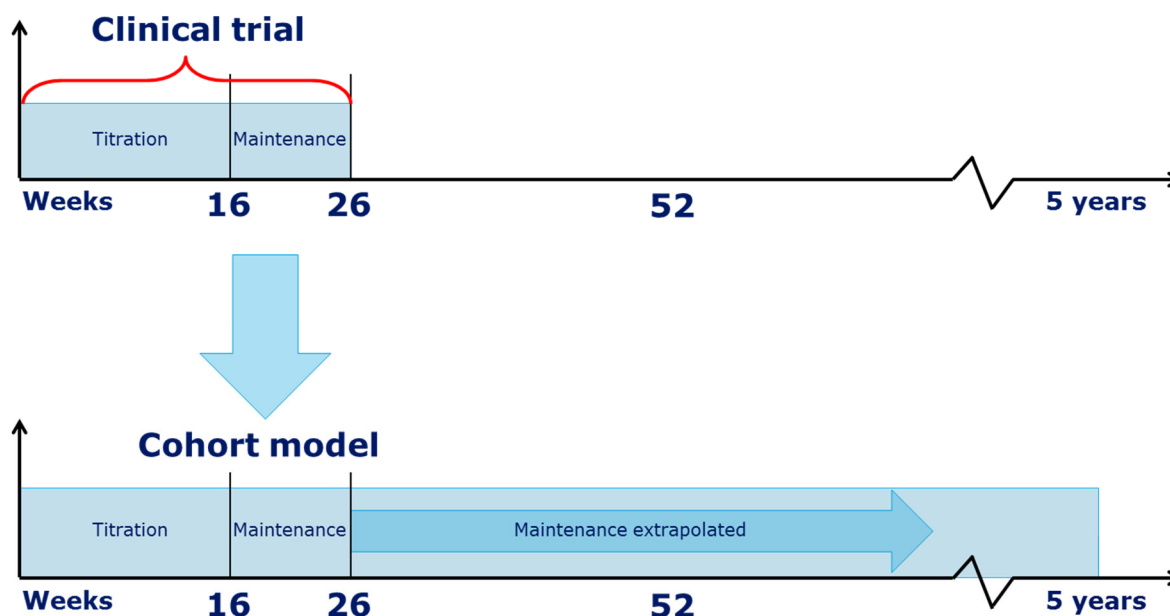 Clinical trial
Titration Maintenance
Weeks 16 26 52 5 years
Cohort model
Titration Maintenance Maintenance extrapolated
Weeks 16 26 52 5 years